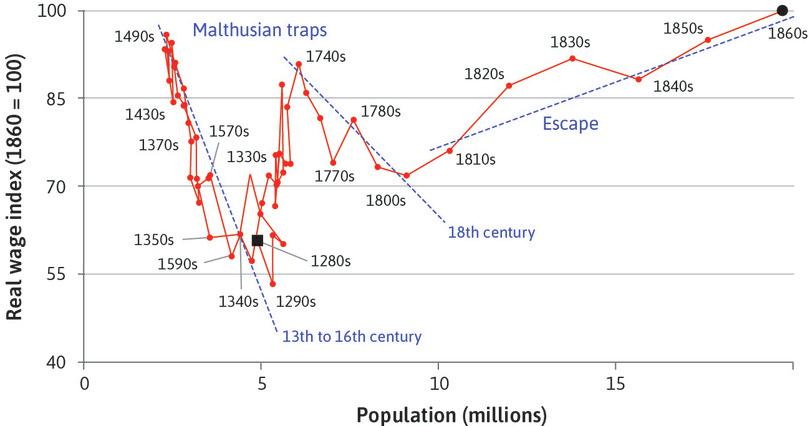 100
85
70
55
40
0
5
10
15
Real wage index (1860 = 100)
Population (millions)
Malthusian traps
1490s
1740s
1430s
1570s
1370s
1330s
1780s
1770s
1800s
1810s
1820s
1830s
1840s
1850s
1860s
Escape
18th century
1350s
1590s
1280s
1340s
1290s
13th to 16th century